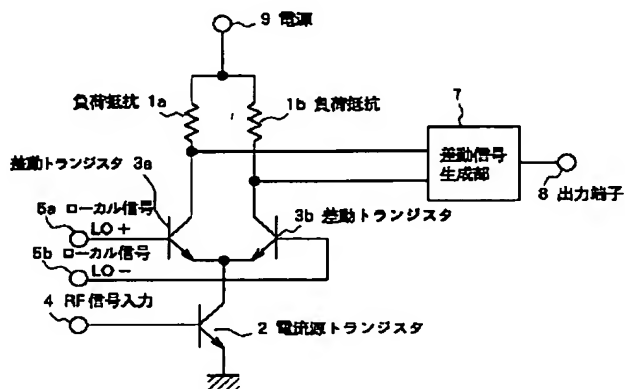 9 電源
負荷抵抗 1a
1b 負荷抵抗
7
差動信号
生成部
8 出力端子
差動トランジスタ 3a
5a ローカル信号
LO +
3b 差動トランジスタ
5b ローカル信号
LO −
4 RF信号入力
2 電流源トランジスタ